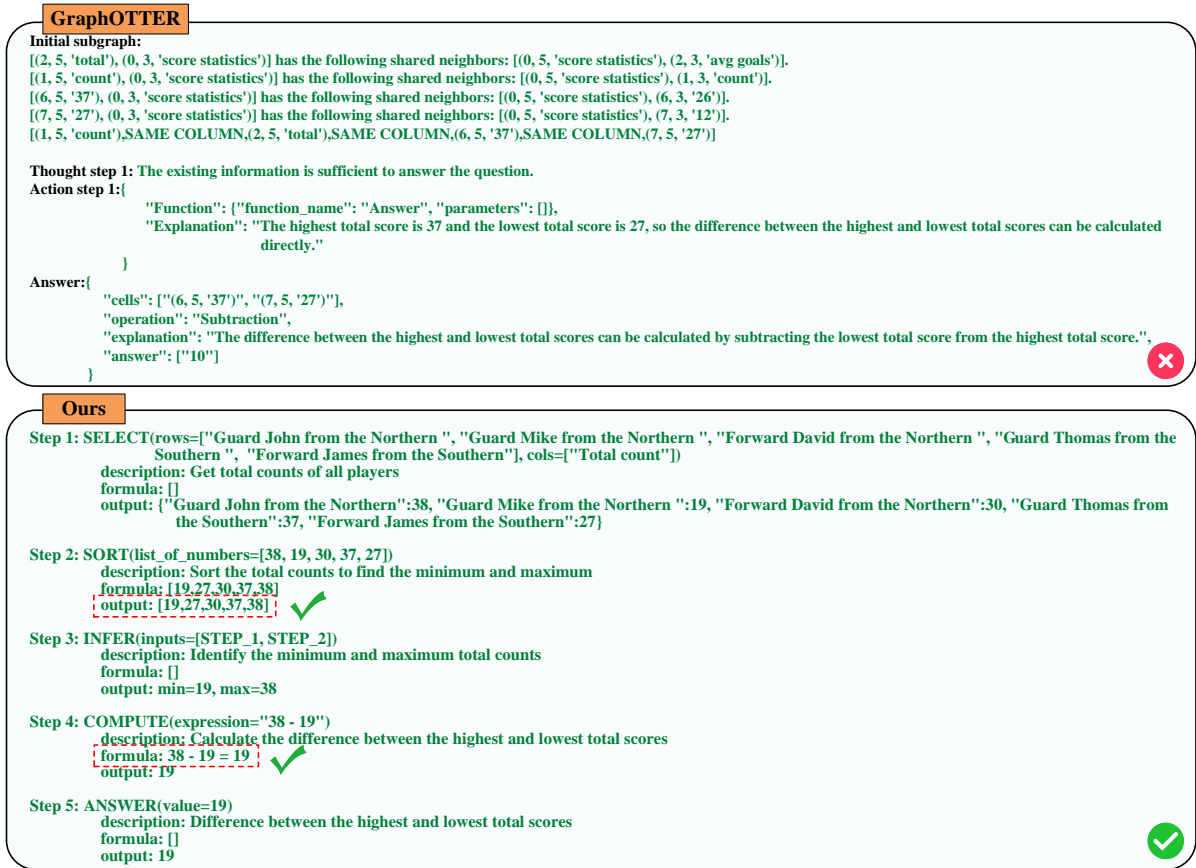 GraphOTTER
Initial subgraph:
[(2, 5, 'total'), (0, 3, 'score statistics')] has the following shared neighbors: [(0, 5, 'score statistics'), (2, 3, 'avg goals')].
[(1, 5, 'count'), (0, 3, 'score statistics')] has the following shared neighbors: [(0, 5, 'score statistics'), (1, 3, 'count')].
[(6, 5, '37'), (0, 3, 'score statistics')] has the following shared neighbors: [(0, 5, 'score statistics'), (6, 3, '26')].
[(7, 5, '27'), (0, 3, 'score statistics')] has the following shared neighbors: [(0, 5, 'score statistics'), (7, 3, '12')].
[(1, 5, 'count'),SAME COLUMN,(2, 5, 'total'),SAME COLUMN,(6, 5, '37'),SAME COLUMN,(7, 5, '27')]
Thought step 1: The existing information is sufficient to answer the question.
Action step 1:{
"Function": {"function_name": "Answer", "parameters": []},
"Explanation": "The highest total score is 37 and the lowest total score is 27, so the difference between the highest and lowest total scores can be calculated
directly."
}
Answer:{
"cells": ["(6, 5, '37')", "(7, 5, '27')"],
"operation": "Subtraction",
"explanation": "The difference between the highest and lowest total scores can be calculated by subtracting the lowest total score from the highest total score.",
"answer": ["10"]
}
Ours
Step 1: SELECT(rows=["Guard John from the Northern ", "Guard Mike from the Northern ", "Forward David from the Northern ", "Guard Thomas from the
Southern ", "Forward James from the Southern"], cols=["Total count"])
description: Get total counts of all players
formula: []
output: {"Guard John from the Northern":38, "Guard Mike from the Northern ":19, "Forward David from the Northern":30, "Guard Thomas from
the Southern":37, "Forward James from the Southern":27}
Step 2: SORT(list_of_numbers=[38, 19, 30, 37, 27])
description: Sort the total counts to find the minimum and maximum
formula: [19,27,30,37,38]
output: [19,27,30,37,38]
Step 3: INFER(inputs=[STEP_1, STEP_2])
description: Identify the minimum and maximum total counts
formula: []
output: min=19, max=38
Step 4: COMPUTE(expression="38 - 19")
description: Calculate the difference between the highest and lowest total scores
formula: 38 - 19 = 19
output: 19
Step 5: ANSWER(value=19)
description: Difference between the highest and lowest total scores
formula: []
output: 19